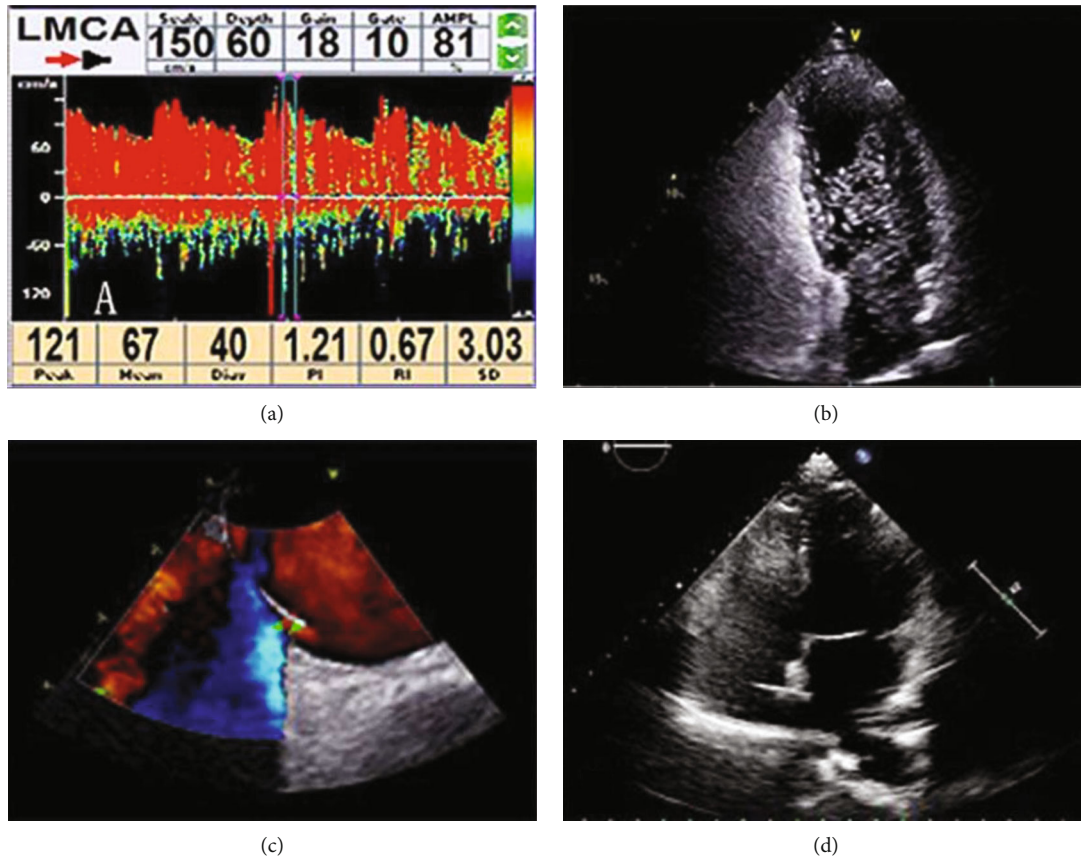 LMCA
Scale Depth Gain Gate AMPL
150 60 18 10 81
cm/s %
cm/s
60
0
-60
120
A
121 67 40 1.21 0.67 3.03
Peak Mean Diav PI RI SD
(a)
V
(b)
(c)
(d)